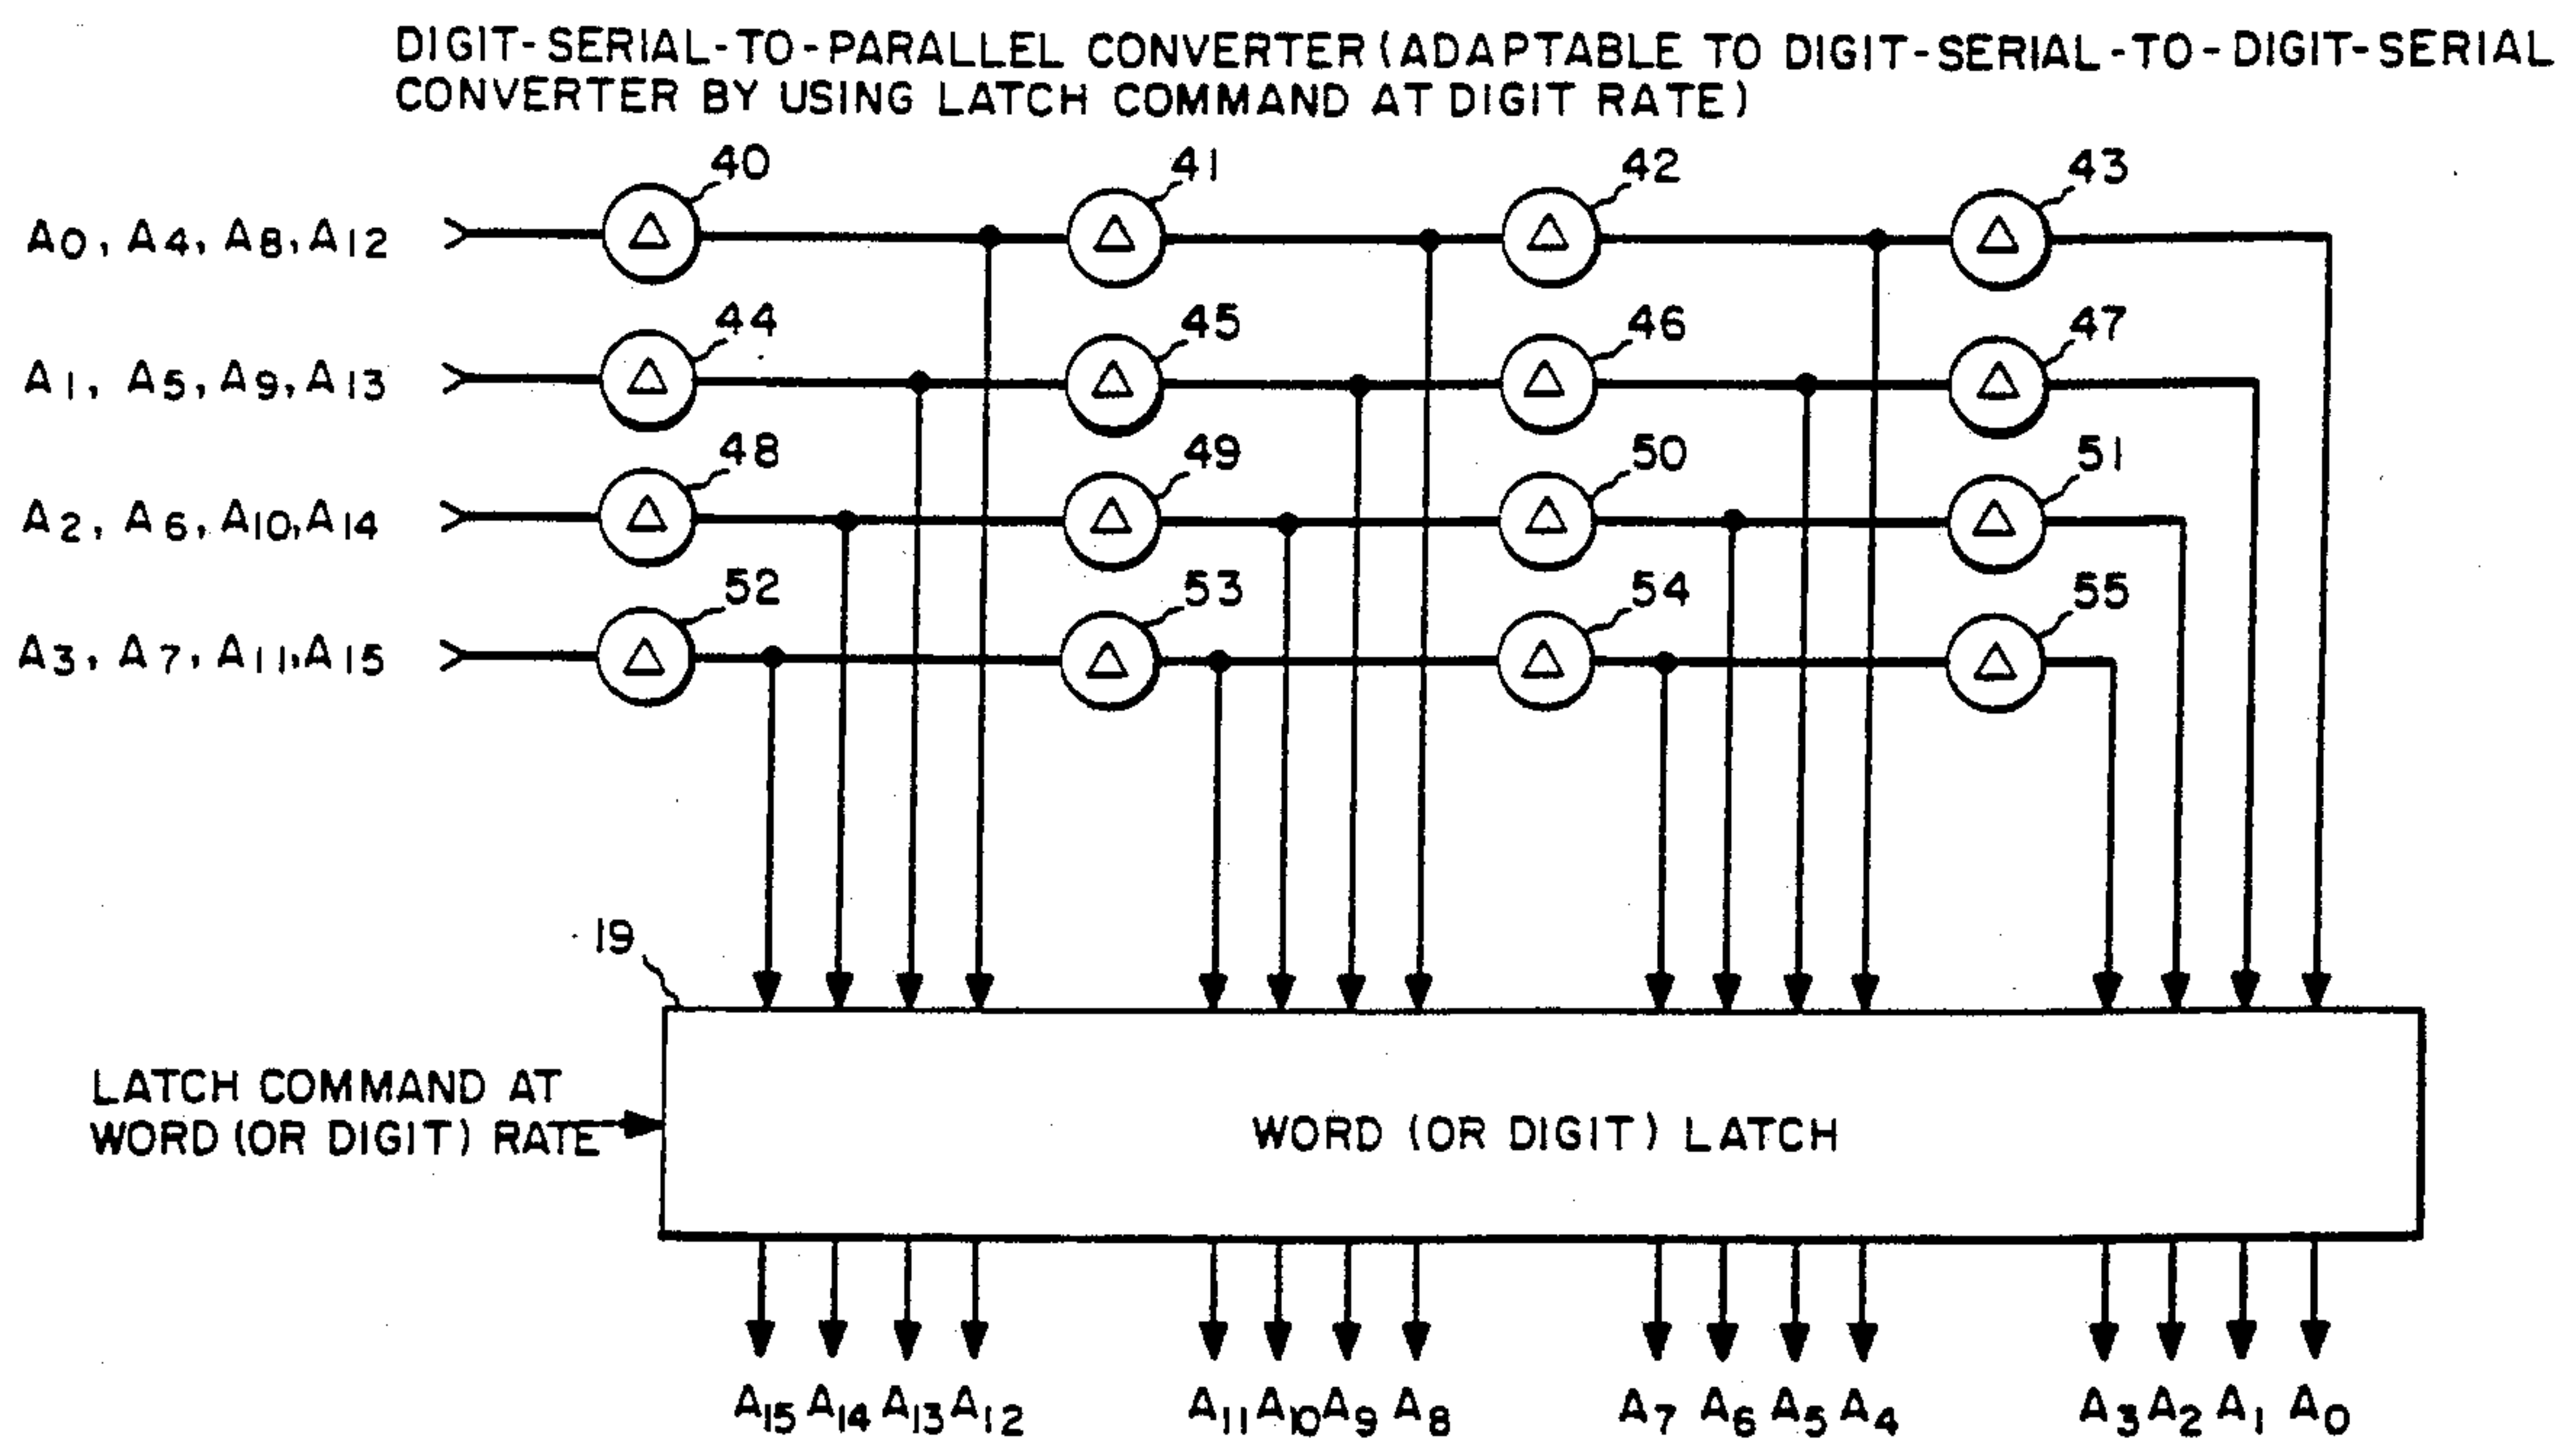 DIGIT-SERIAL-TO-PARALLEL CONVERTER (ADAPTABLE TO DIGIT-SERIAL-TO-DIGIT-SERIAL
CONVERTER BY USING LATCH COMMAND AT DIGIT RATE)
40 41 42 43
A0, A4, A8, A12
44 45 46 47
A1, A5, A9, A13
48 49 50 51
A2, A6, A10, A14
52 53 54 55
A3, A7, A11, A15
19
LATCH COMMAND AT
WORD (OR DIGIT) RATE
WORD (OR DIGIT) LATCH
A15 A14 A13 A12 A11 A10 A9 A8 A7 A6 A5 A4 A3 A2 A1 A0